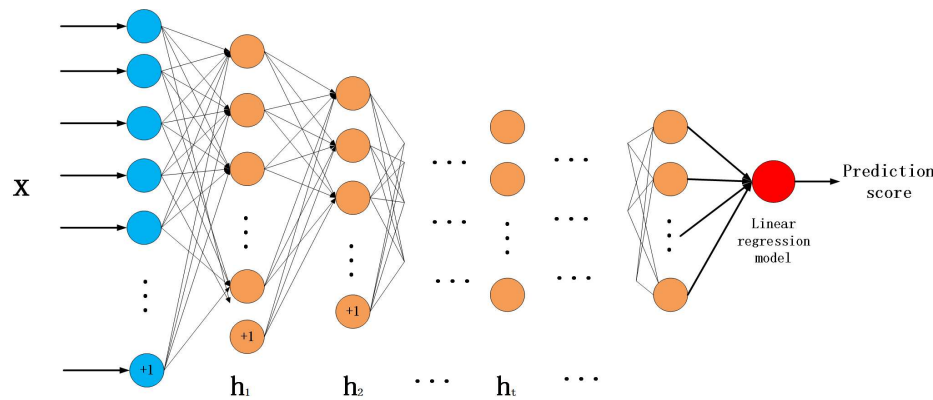 X
+1
+1
+1
h1
h2
ht
Linear
regression
model
Prediction
score